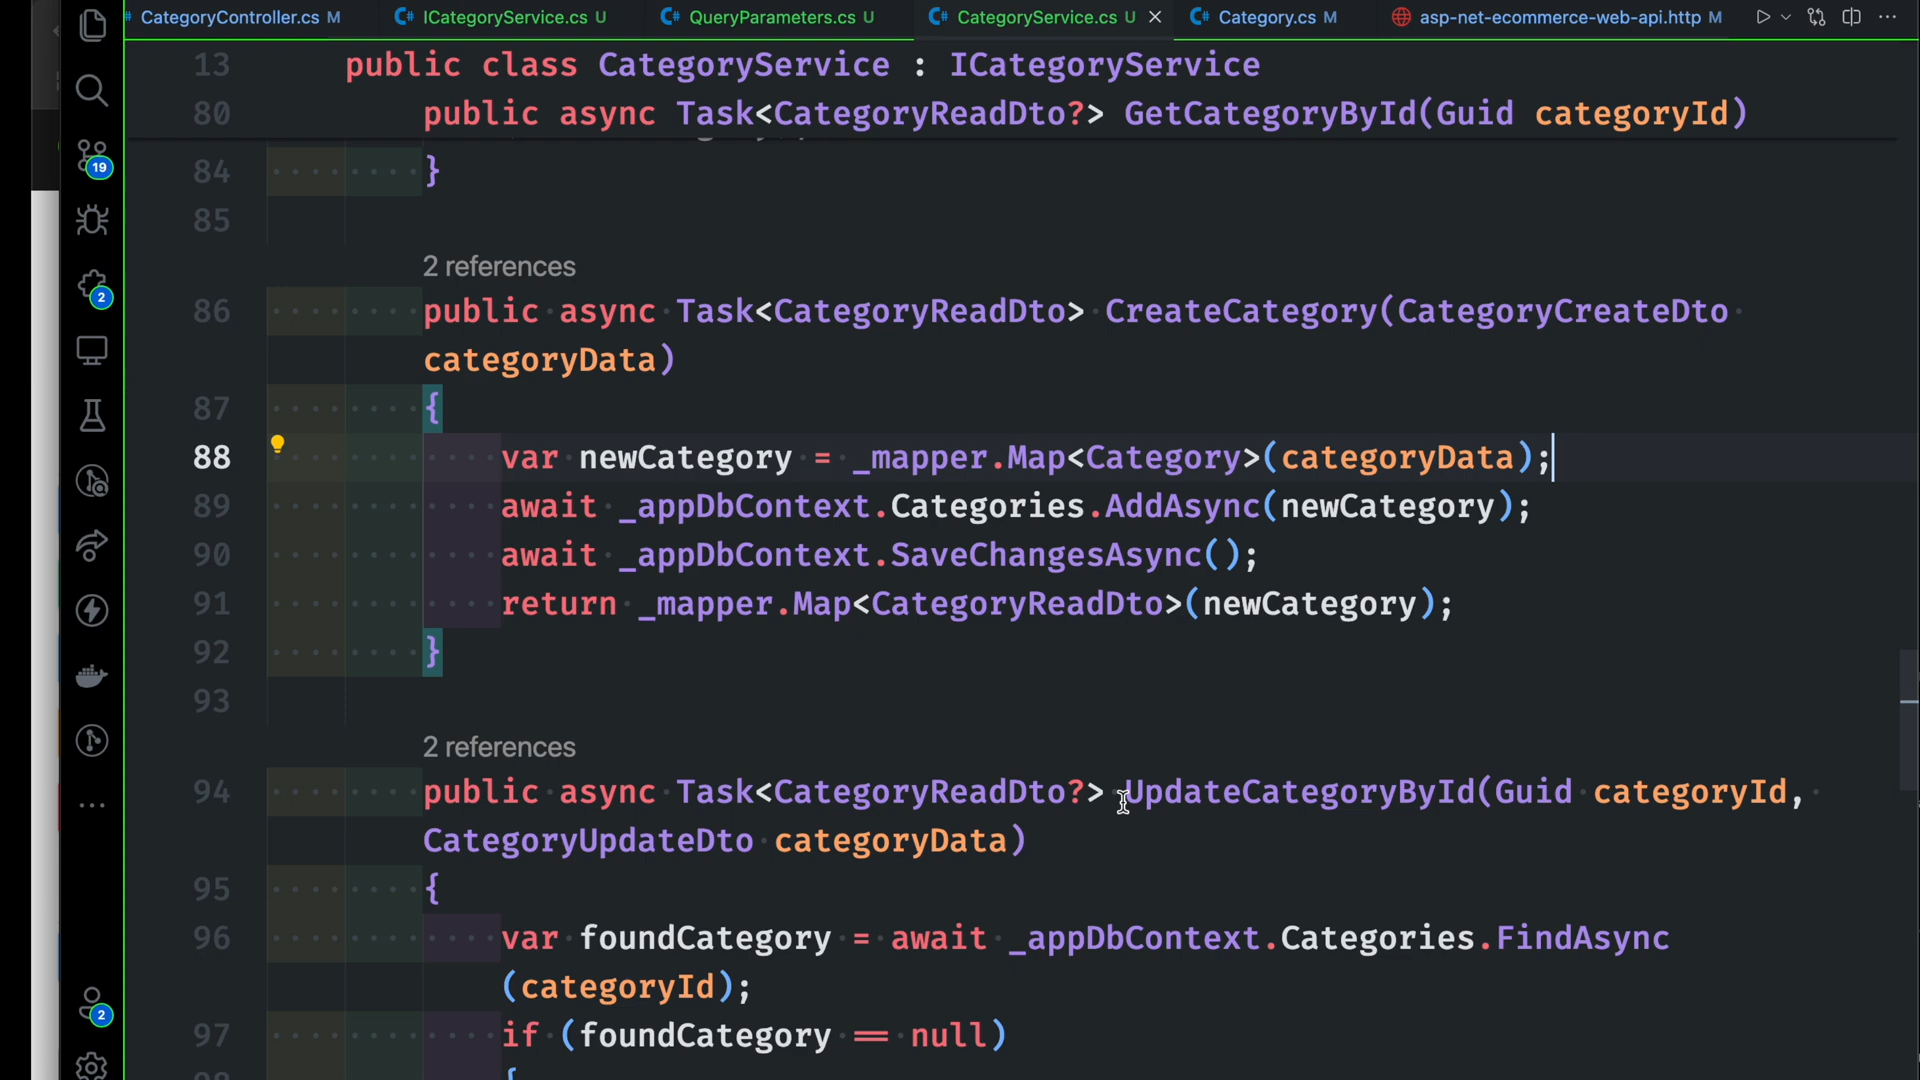 CategoryController.cs M ICategoryService.cs U QueryParameters.cs U CategoryService.cs U Category.cs M asp-net-ecommerce-web-api.http M
13 public class CategoryService : ICategoryService
80 public async Task<CategoryReadDto?> GetCategoryById(Guid categoryId)
84 }
85
2 references
86 public async Task<CategoryReadDto> CreateCategory(CategoryCreateDto
categoryData)
87 {
88 var newCategory = _mapper.Map<Category>(categoryData);
89 await _appDbContext.Categories.AddAsync(newCategory);
90 await _appDbContext.SaveChangesAsync();
91 return _mapper.Map<CategoryReadDto>(newCategory);
92 }
93
2 references
94 public async Task<CategoryReadDto?> UpdateCategoryById(Guid categoryId,
CategoryUpdateDto categoryData)
95 {
96 var foundCategory = await _appDbContext.Categories.FindAsync
(categoryId);
97 if (foundCategory == null)
{
19
2
2